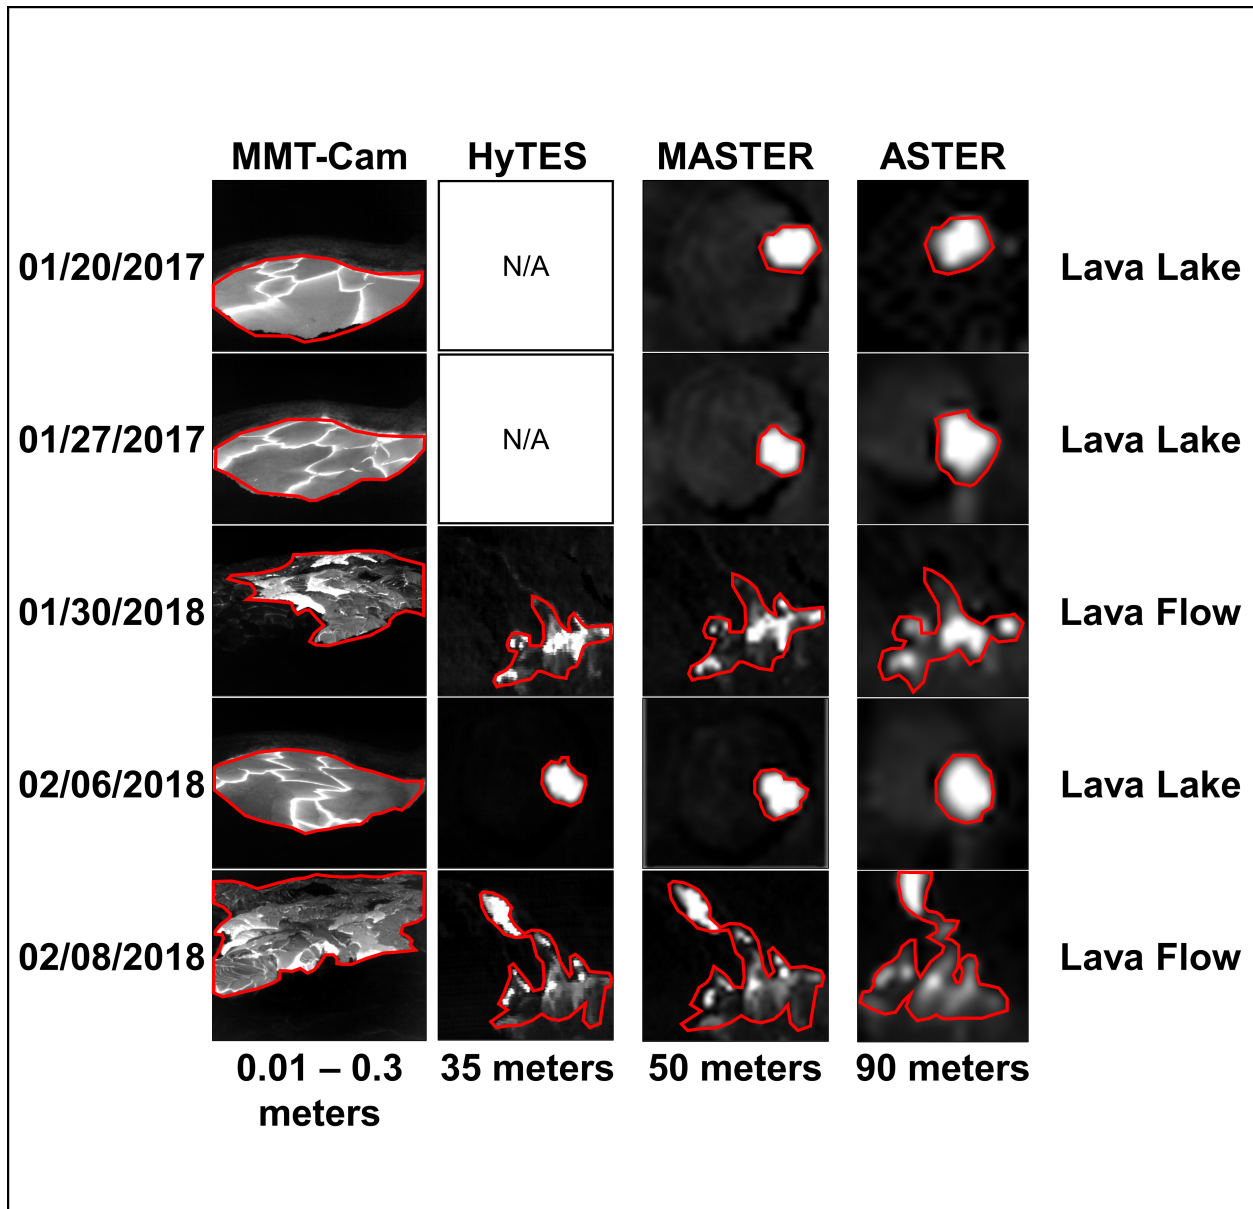 MMT-Cam HyTES MASTER ASTER
01/20/2017 N/A Lava Lake
01/27/2017 N/A Lava Lake
01/30/2018 Lava Flow
02/06/2018 Lava Lake
02/08/2018 Lava Flow
0.01 – 0.3 35 meters 50 meters 90 meters
meters